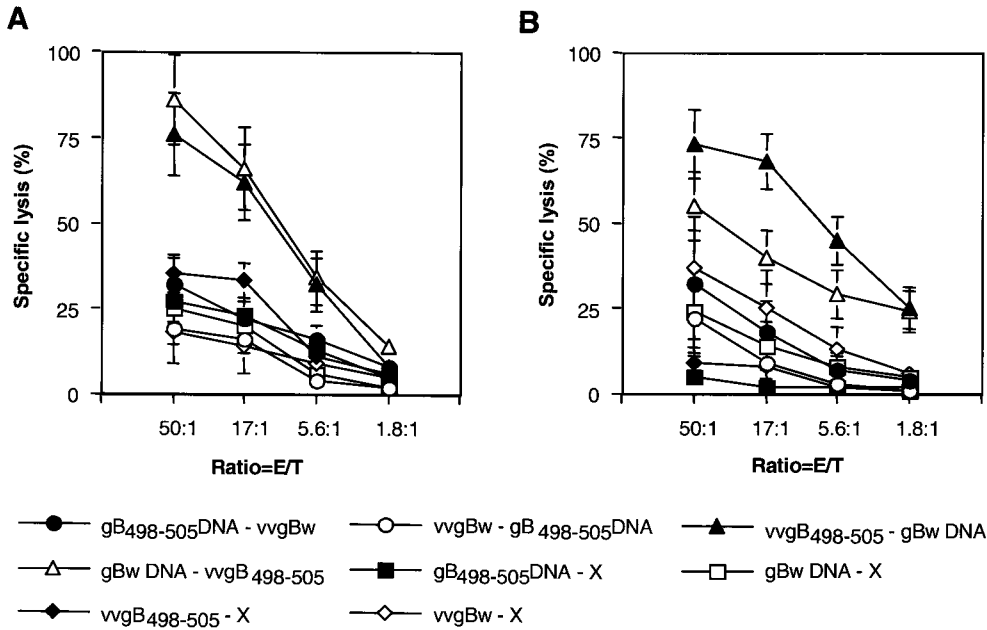 A
B
100
75
50
25
0
Specific lysis (%)
50:1 17:1 5.6:1 1.8:1
Ratio=E/T
100
75
50
25
0
Specific lysis (%)
50:1 17:1 5.6:1 1.8:1
Ratio=E/T
gB498-505DNA - vvgBw
vvgBw - gB 498-505DNA
vvgB498-505 - gBw DNA
gBw DNA - vvgB 498-505
gB498-505DNA - X
gBw DNA - X
vvgB498-505 - X
vvgBw - X